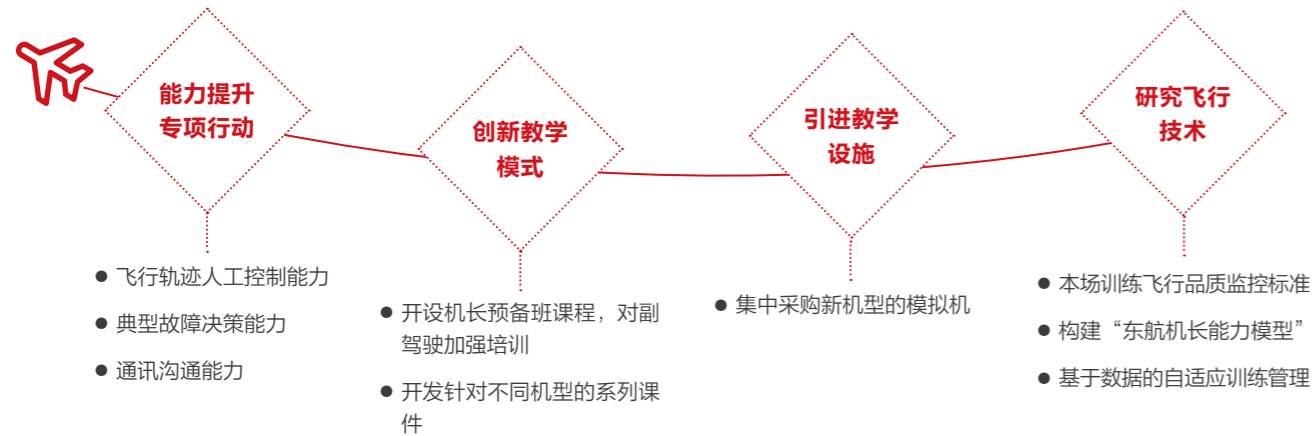 能力提升
专项行动
飞行轨迹人工控制能力
典型故障决策能力
通讯沟通能力
创新教学
模式
开设机长预备班课程，对副
驾驶加强培训
开发针对不同机型的系列课
件
引进教学
设施
集中采购新机型的模拟机
研究飞行
技术
本场训练飞行品质监控标准
构建“东航机长能力模型”
基于数据的自适应训练管理